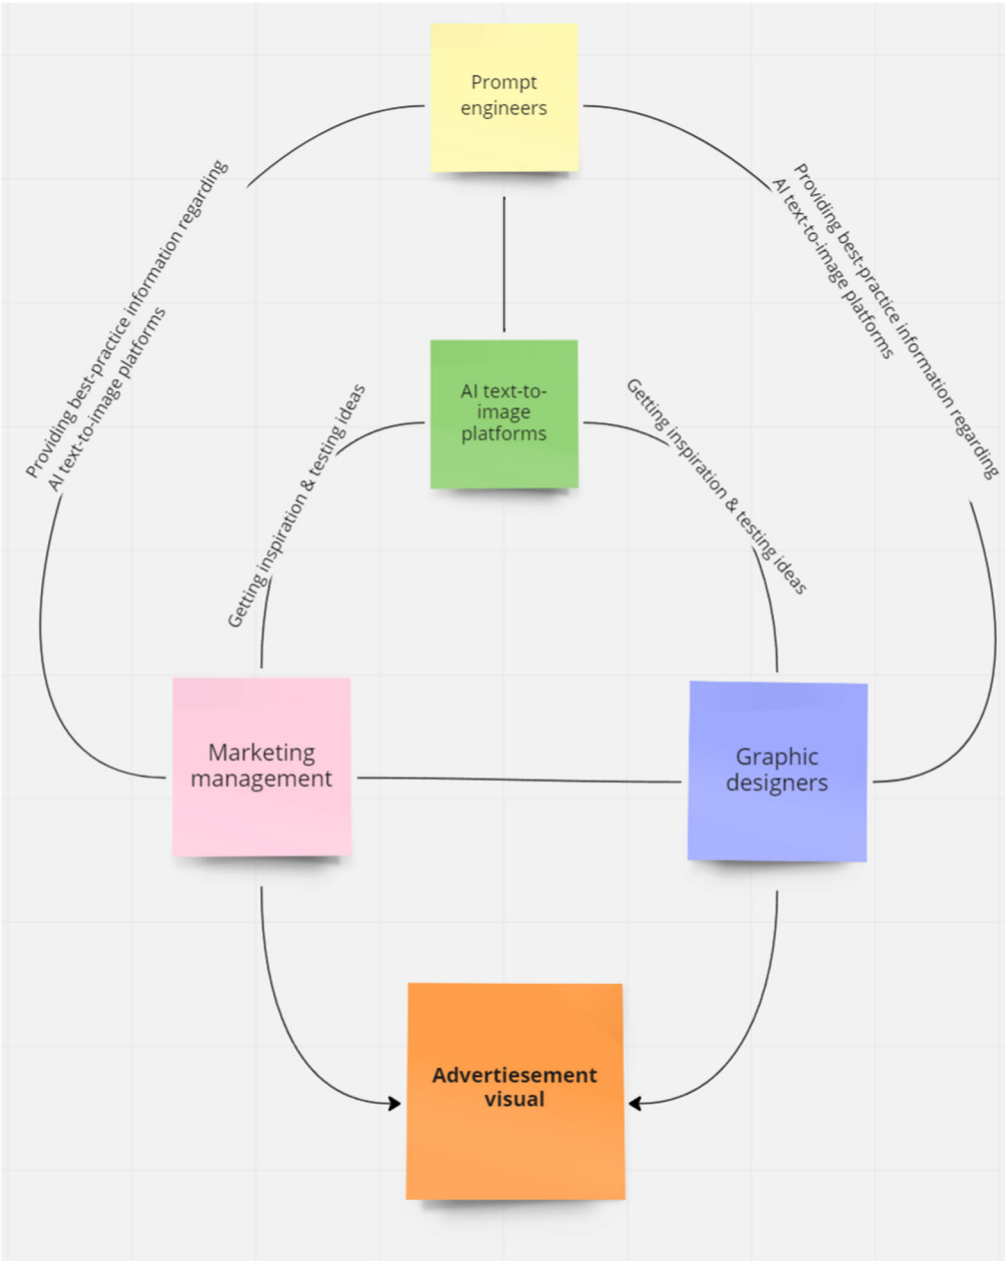 Prompt
engineers
Providing best-practice information regarding
AI text-to-image platforms
Providing best-practice information regarding
AI text-to-image platforms
AI text-to-
image
platforms
Getting inspiration & testing ideas
Getting inspiration & testing ideas
Marketing
management
Graphic
designers
Advertiesement
visual